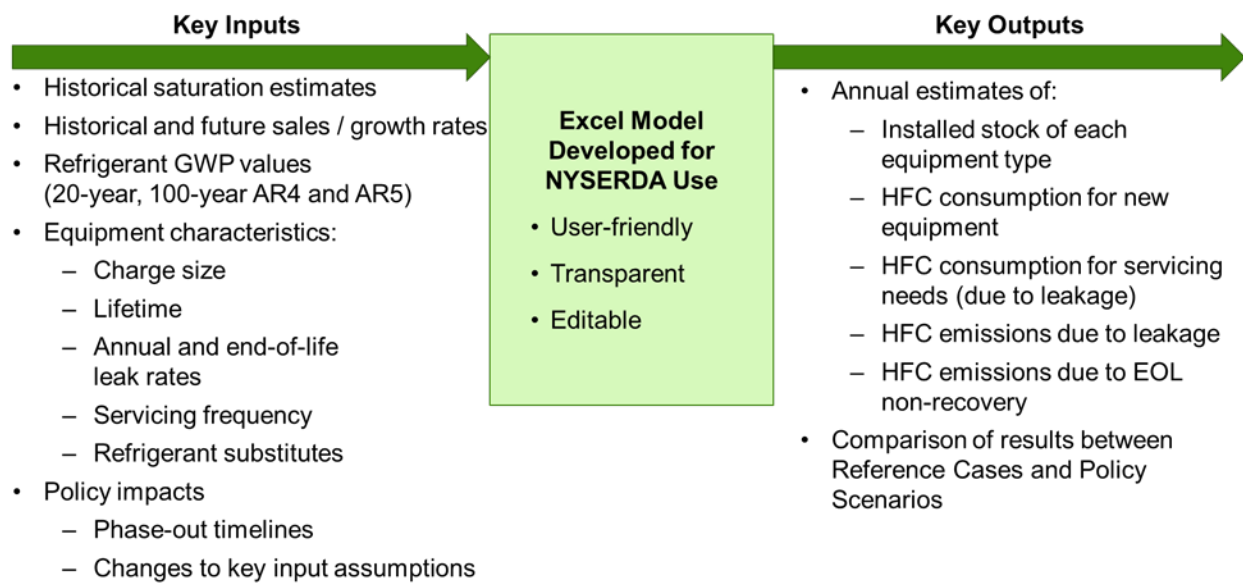 Key Inputs
• Historical saturation estimates
• Historical and future sales / growth rates
• Refrigerant GWP values
(20-year, 100-year AR4 and AR5)
• Equipment characteristics:
– Charge size
– Lifetime
– Annual and end-of-life
leak rates
– Servicing frequency
– Refrigerant substitutes
• Policy impacts
– Phase-out timelines
– Changes to key input assumptions
Excel Model
Developed for
NYSERDA Use
• User-friendly
• Transparent
• Editable
Key Outputs
• Annual estimates of:
– Installed stock of each
equipment type
– HFC consumption for new
equipment
– HFC consumption for servicing
needs (due to leakage)
– HFC emissions due to leakage
– HFC emissions due to EOL
non-recovery
• Comparison of results between
Reference Cases and Policy
Scenarios